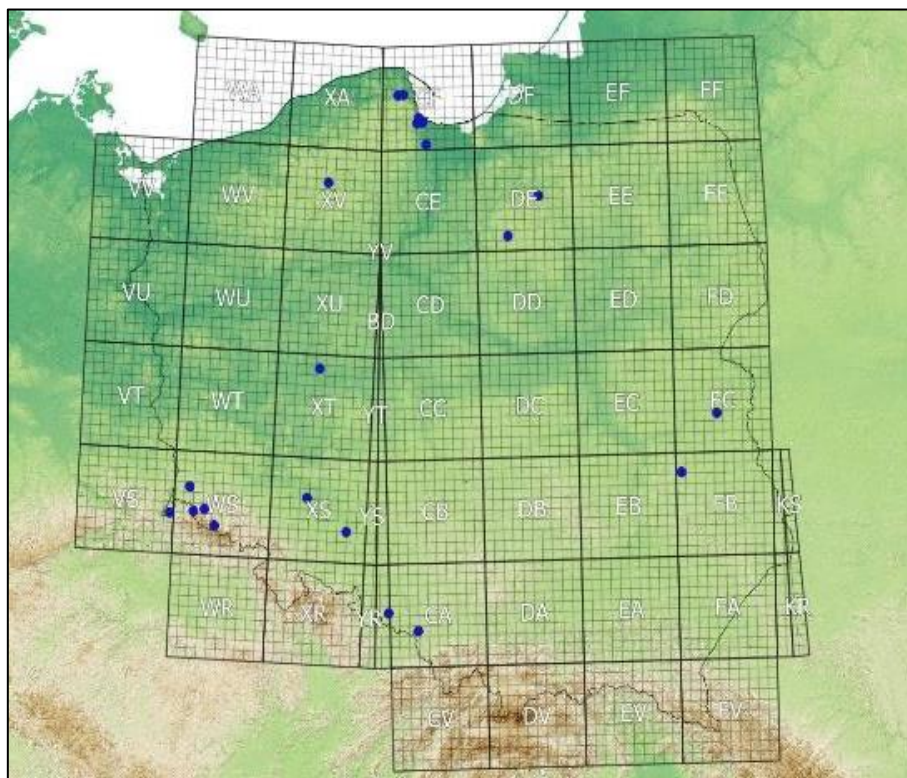 WA XA CF DF EF FF
VV WV XV CE DE EE FE
YV
VU WU XU BD CD DD ED FD
VT WT XT YT CC DC EC FC
VS WS XS YS CB DB EB FB KS
WR XR YR CA DA EA FA KR
CV DV EV FV